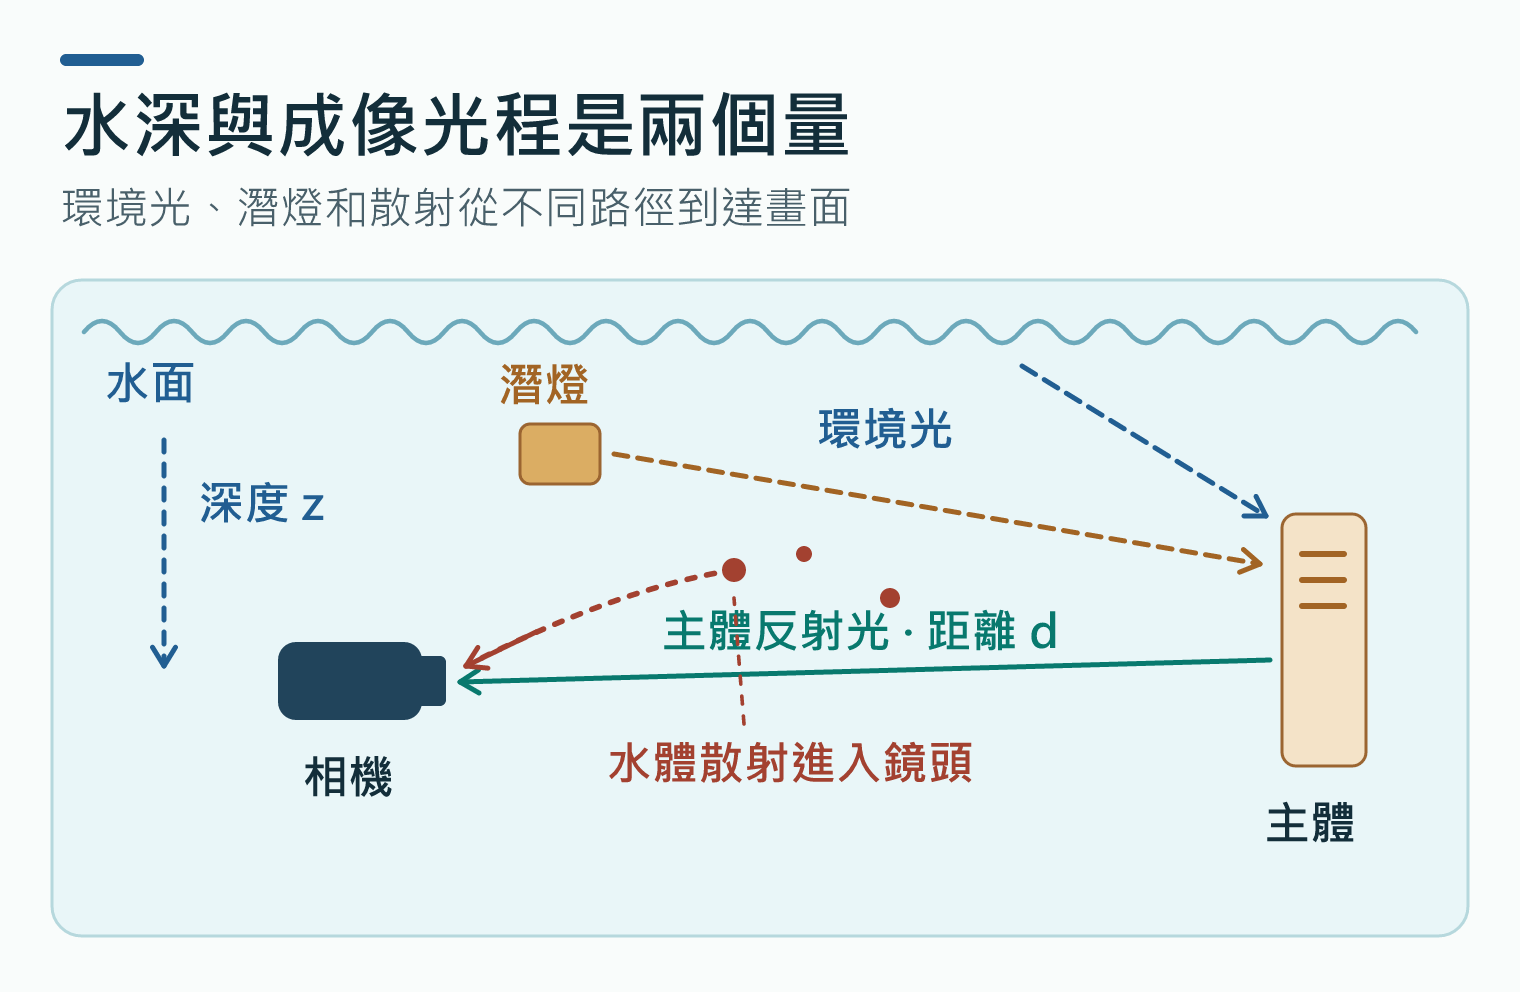 水深與成像光程是兩個量
環境光、潛燈和散射從不同路徑到達畫面
水面
潛燈
環境光
深度 z
主體反射光 · 距離 d
水體散射進入鏡頭
相機
主體